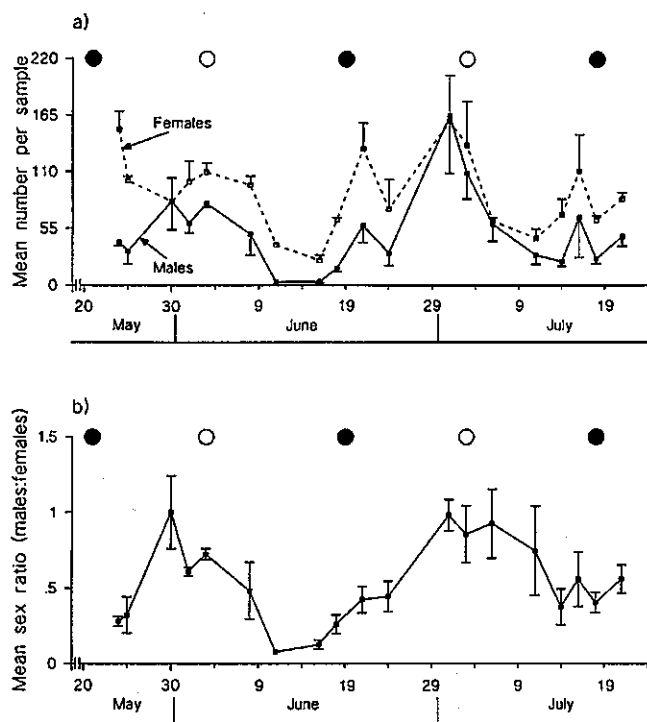 a)
Mean number per sample
220
165
110
55
0
Females
Males
20 30 9 19 29 9 19
May June July
b)
Mean sex ratio (males:females)
1.5
1
.5
0
20 30 9 19 29 9 19
May June July